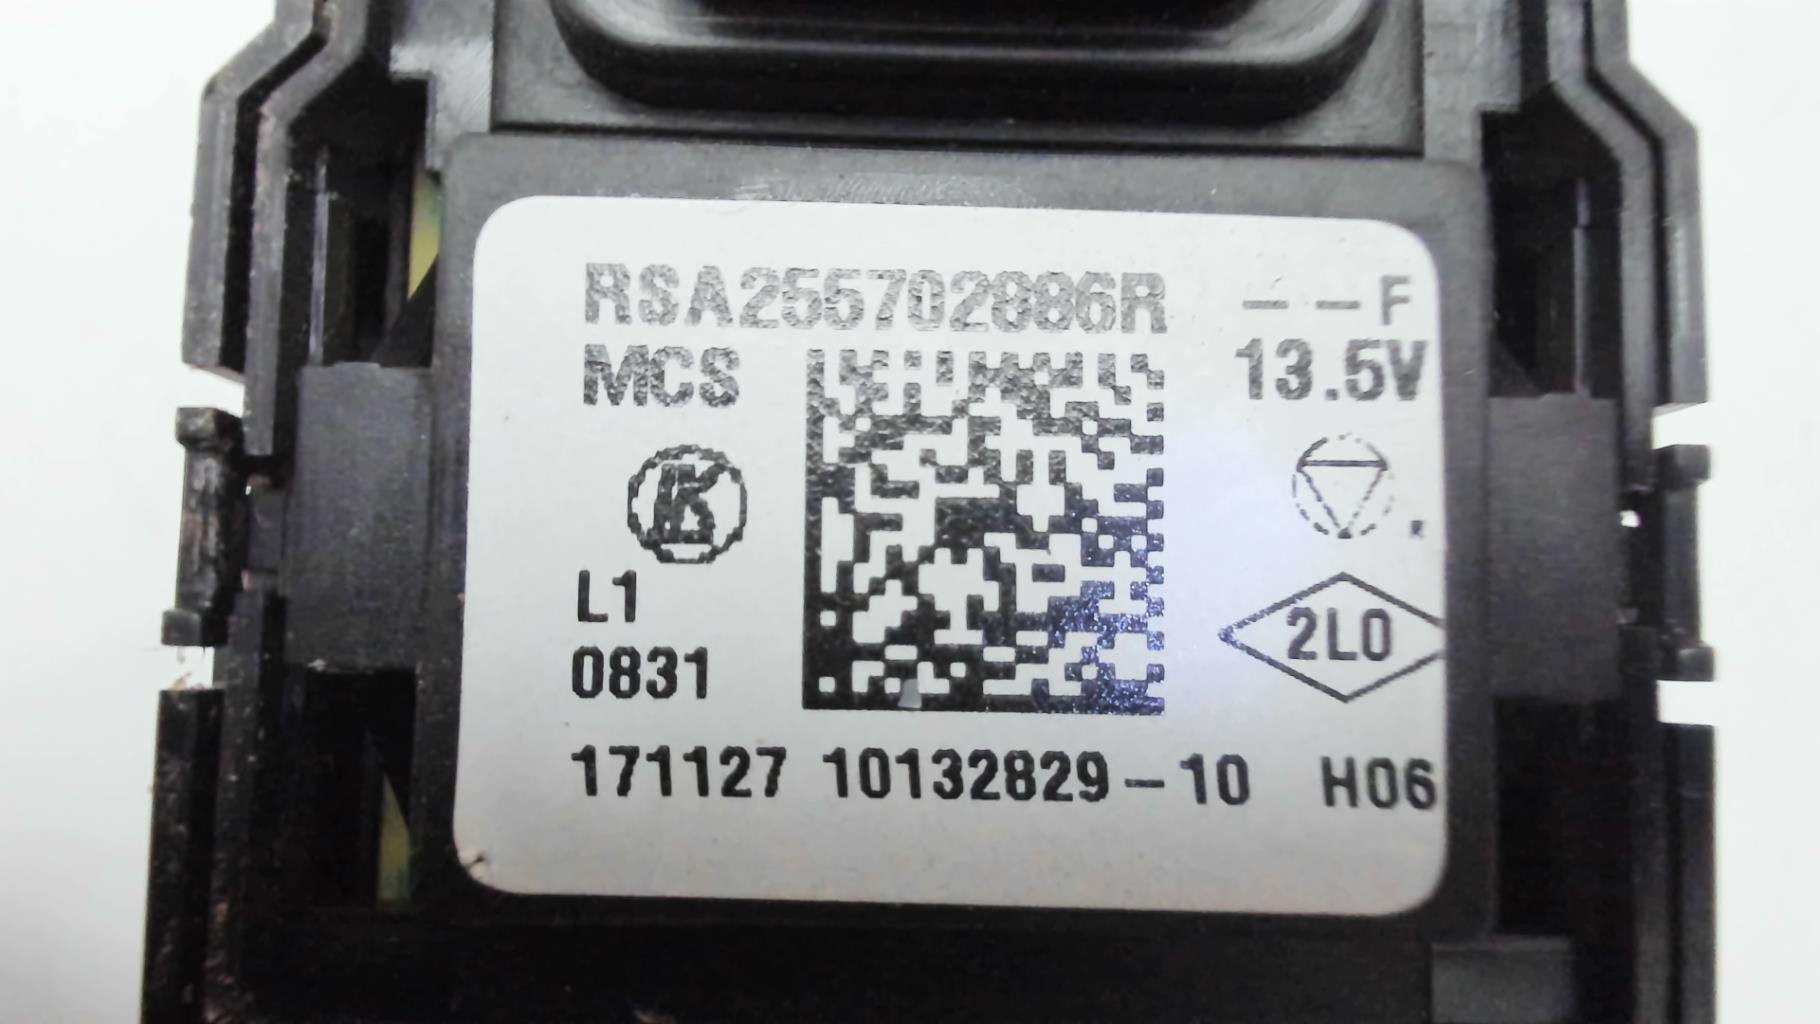 RSA255702886R --F
MCS 13.5V
K
L1
0831
2L0
171127 10132829-10 H06